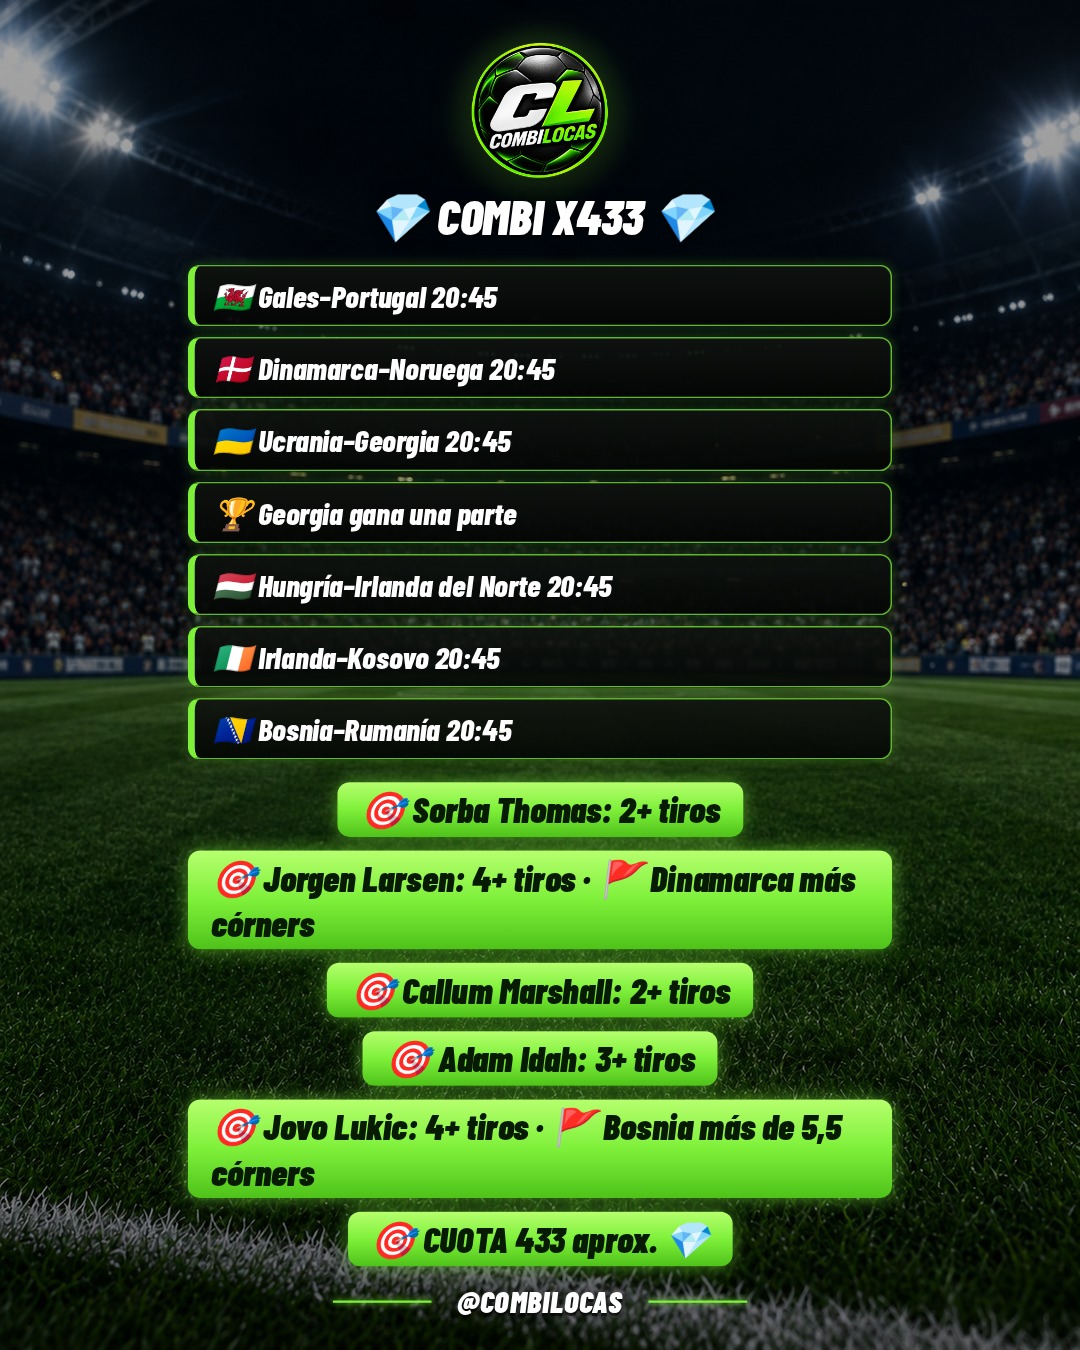 CL
COMBILOCAS
💎 COMBI X433 💎
🏴󠁧󠁢󠁷󠁬󠁳󠁿 Gales-Portugal 20:45
🇩🇰 Dinamarca-Noruega 20:45
🇺🇦 Ucrania-Georgia 20:45
🏆 Georgia gana una parte
🇭🇺 Hungría-Irlanda del Norte 20:45
🇮🇪 Irlanda-Kosovo 20:45
🇧🇦 Bosnia-Rumanía 20:45
🎯 Sorba Thomas: 2+ tiros
🎯 Jorgen Larsen: 4+ tiros · 🚩 Dinamarca más
córners
🎯 Callum Marshall: 2+ tiros
🎯 Adam Idah: 3+ tiros
🎯 Jovo Lukic: 4+ tiros · 🚩 Bosnia más de 5,5
córners
🎯 CUOTA 433 aprox. 💎
@COMBILOCAS